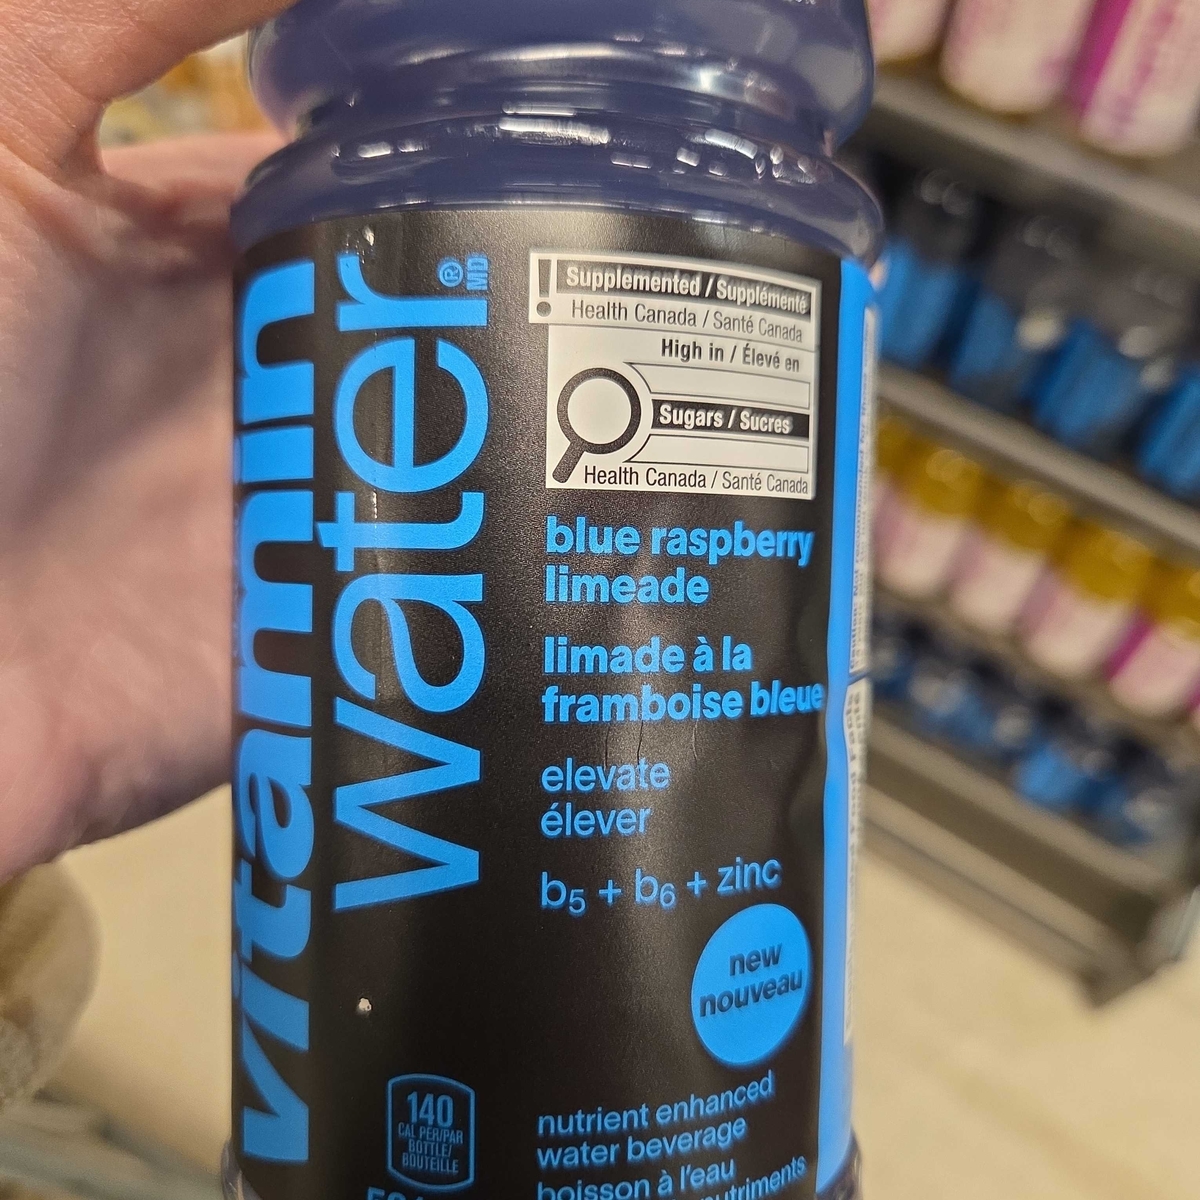 vitamin
water®
MD
! Supplemented / Supplémenté
Health Canada / Santé Canada
High in / Élevé en
Sugars / Sucres
Health Canada / Santé Canada
blue raspberry
limeade
limade à la
framboise bleue
elevate
élever
b5 + b6 + zinc
new
nouveau
140
CAL PER/PAR
BOTTLE/
BOUTEILLE
nutrient enhanced
water beverage
boisson à l'eau